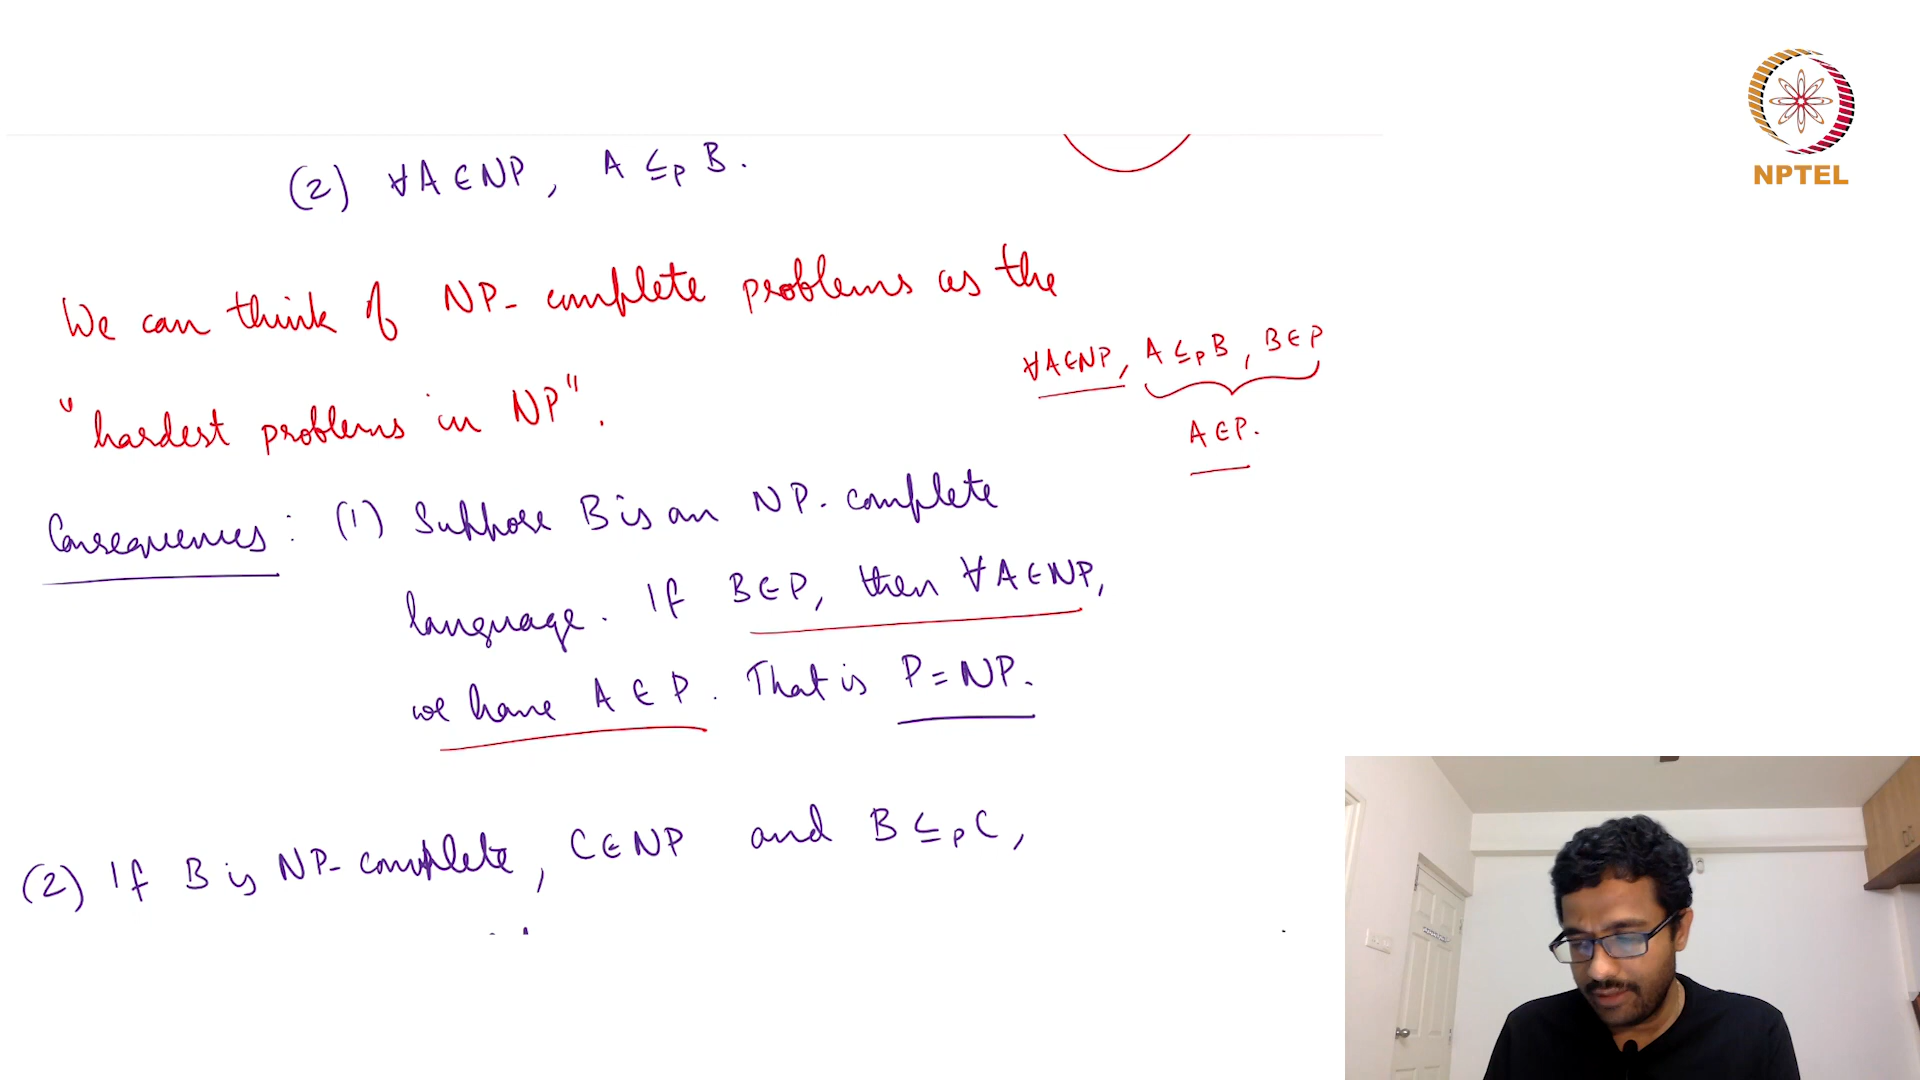 NPTEL
(2) ∀A∈NP, A ≤p B.
We can think of NP- complete problems as the
"hardest problems in NP".
∀A∈NP, A ≤p B, B∈P
A∈P.
Consequences: (1) Suppose B is an NP-complete
language. If B∈P, then ∀A∈NP,
we have A∈P. That is P=NP.
(2) If B is NP-complete, C∈NP and B ≤p C,